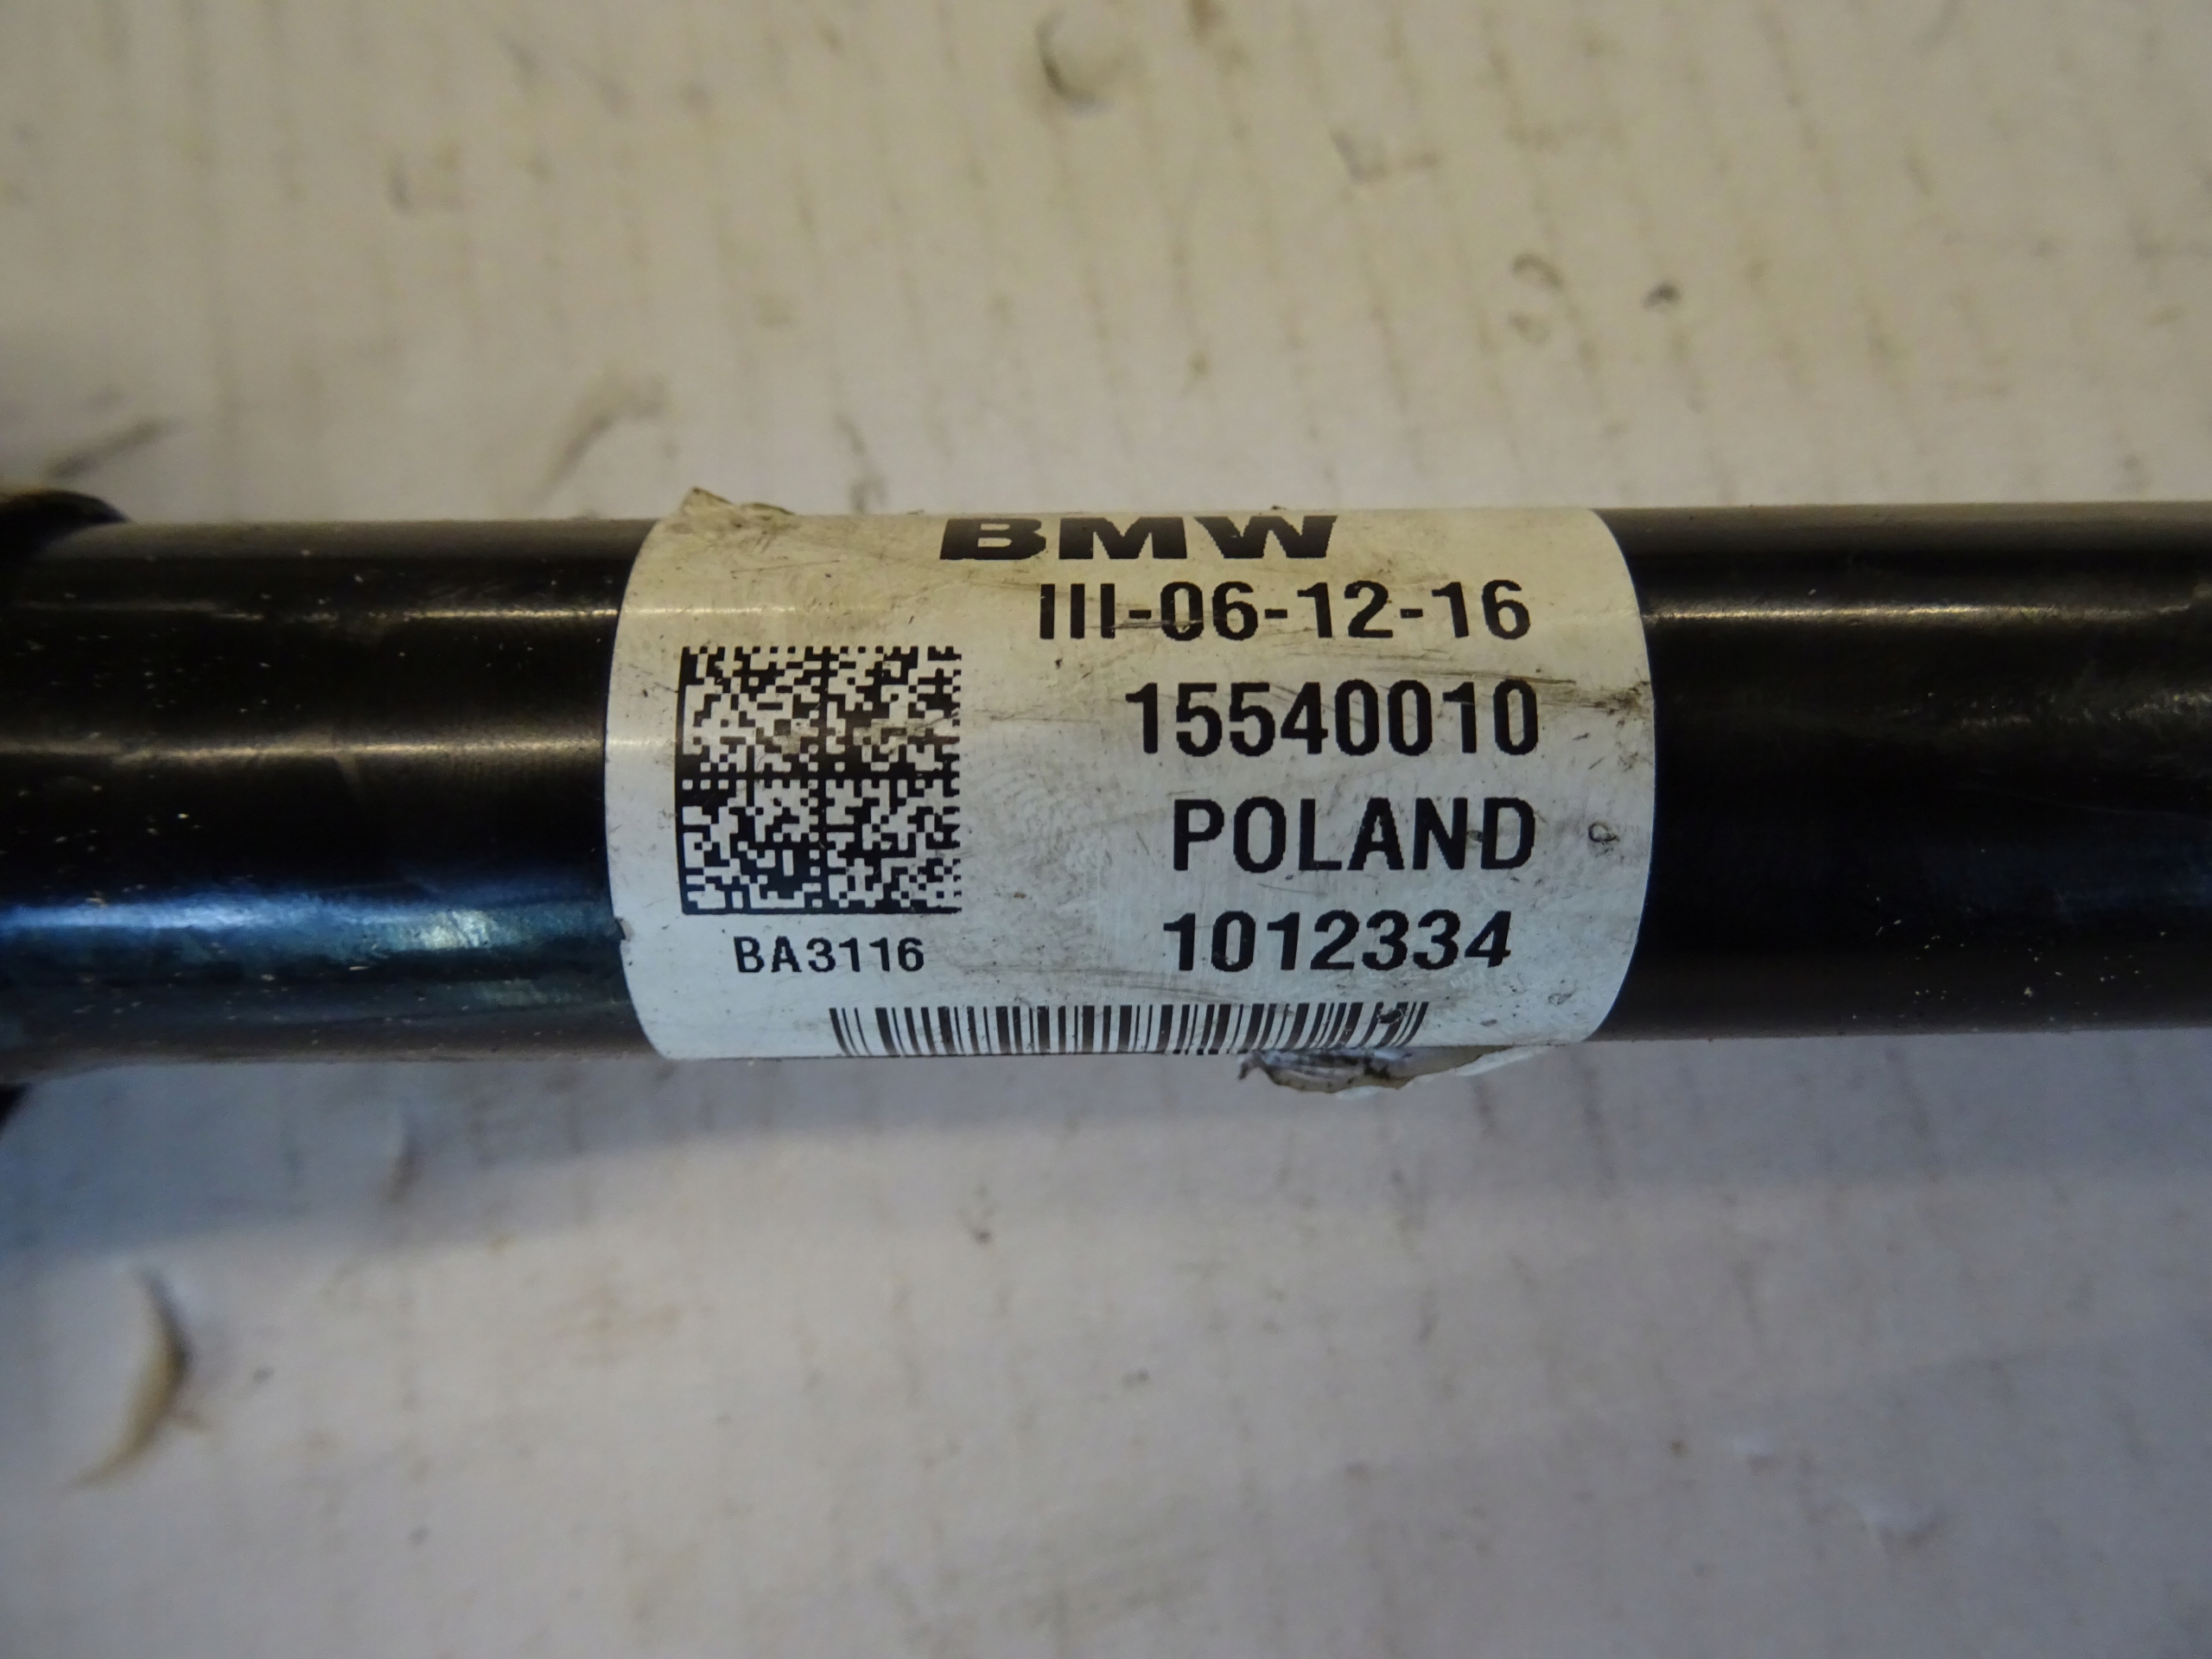 BMW
III-06-12-16
15540010
POLAND
1012334
BA3116